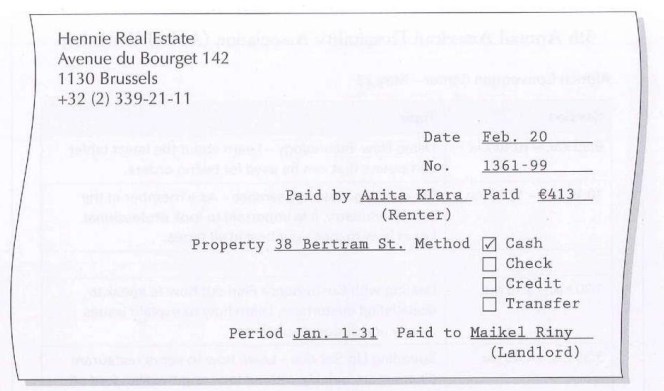 Hennie Real Estate
Avenue du Bourget 142
1130 Brussels
+32 (2) 339-21-11
Date Feb. 20
No. 1361-99
Paid by Anita Klara Paid €413
(Renter)
Property 38 Bertram St. Method ☑ Cash
☐ Check
☐ Credit
☐ Transfer
Period Jan. 1-31 Paid to Maikel Riny
(Landlord)